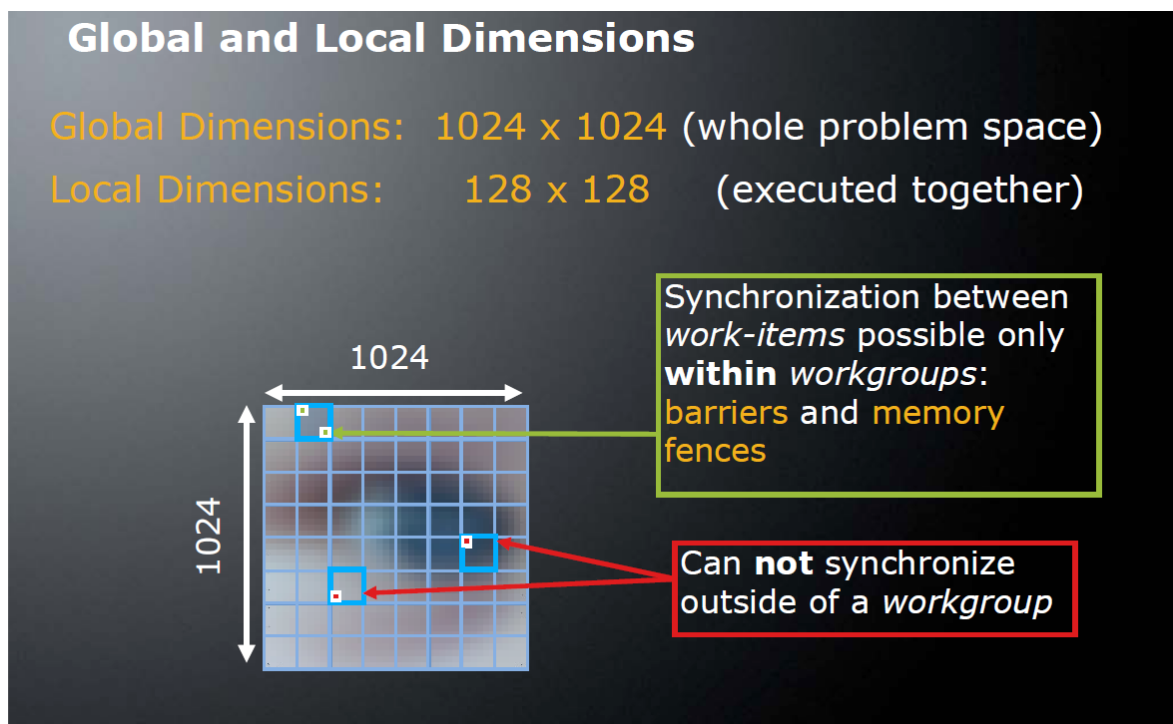 Global and Local Dimensions
Global Dimensions: 1024 x 1024 (whole problem space)
Local Dimensions: 128 x 128 (executed together)
Synchronization between
work-items possible only
within workgroups:
barriers and memory
fences
1024
1024
Can not synchronize
outside of a workgroup